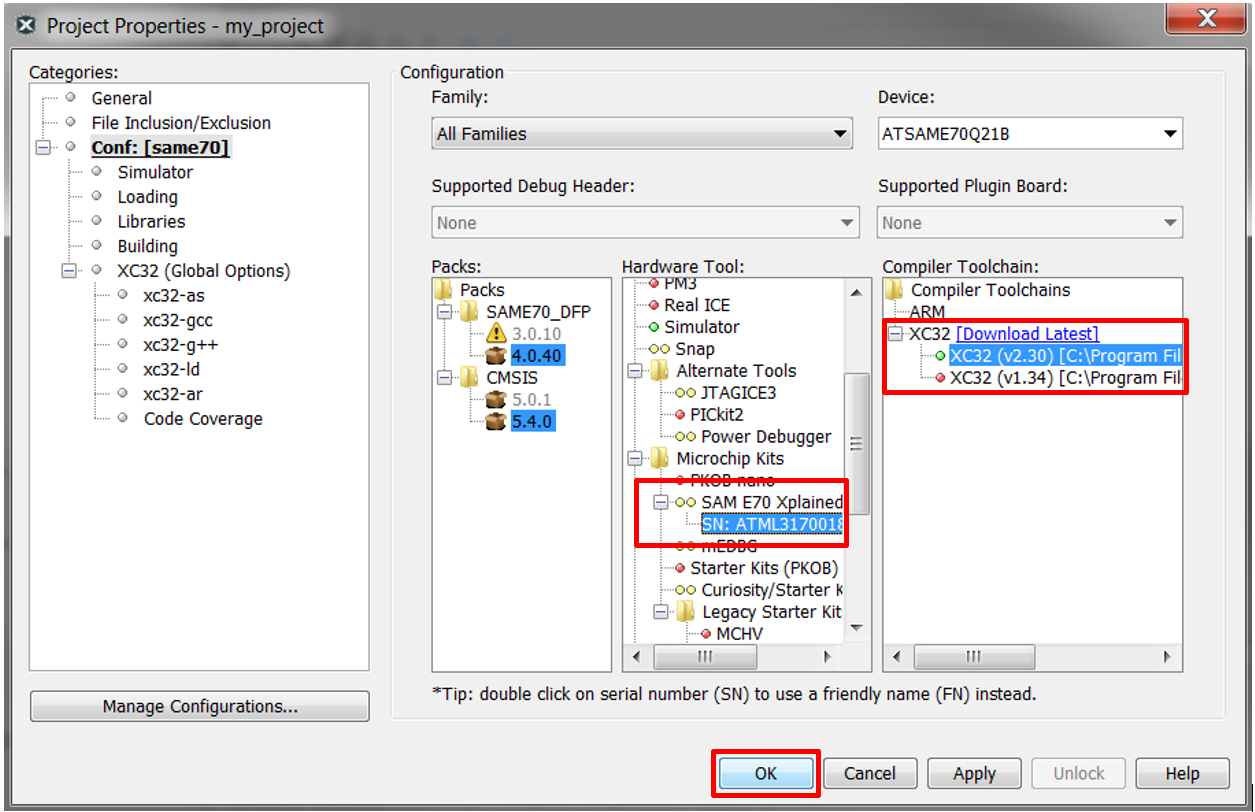 Project Properties - my_project
X
Categories:
General
File Inclusion/Exclusion
Conf: [same70]
Simulator
Loading
Libraries
Building
XC32 (Global Options)
xc32-as
xc32-gcc
xc32-g++
xc32-ld
xc32-ar
Code Coverage
Manage Configurations...
Configuration
Family:
Device:
All Families
ATSAME70Q21B
Supported Debug Header:
Supported Plugin Board:
None
None
Packs:
Packs
SAME70_DFP
3.0.10
4.0.40
CMSIS
5.0.1
5.4.0
Hardware Tool:
PM3
Real ICE
Simulator
Snap
Alternate Tools
JTAGICE3
PICkit2
Power Debugger
Microchip Kits
PKOB nano
SAM E70 Xplained
SN: ATML3170018
mEDBG
Starter Kits (PKOB)
Curiosity/Starter K
Legacy Starter Kit
MCHV
Compiler Toolchain:
Compiler Toolchains
ARM
XC32 [Download Latest]
XC32 (v2.30) [C:\Program Fil
XC32 (v1.34) [C:\Program Fil
*Tip: double click on serial number (SN) to use a friendly name (FN) instead.
OK
Cancel
Apply
Unlock
Help